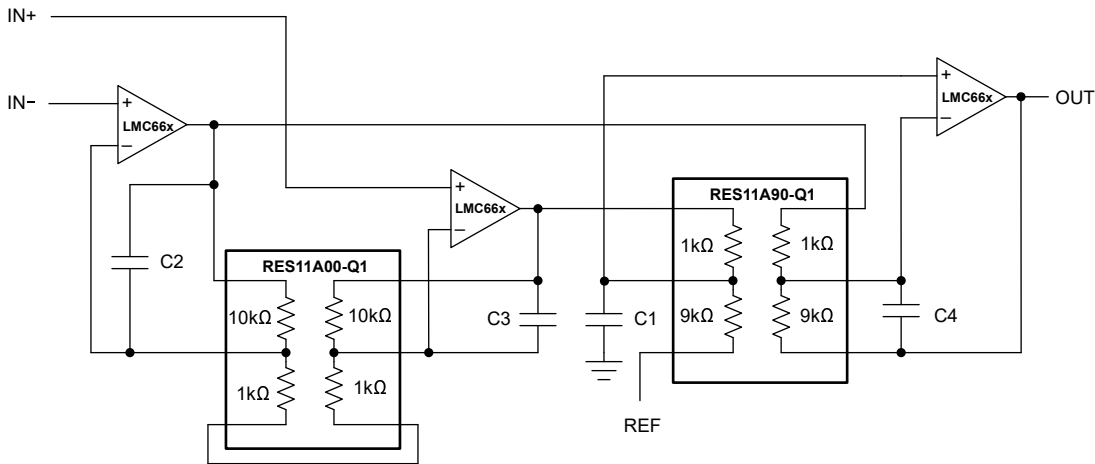 IN+
IN−
+
LMC66x
−
+
LMC66x
−
+
LMC66x
−
OUT
RES11A90-Q1
1kΩ
1kΩ
9kΩ
9kΩ
C2
RES11A00-Q1
10kΩ
10kΩ
1kΩ
1kΩ
C3
C1
C4
REF